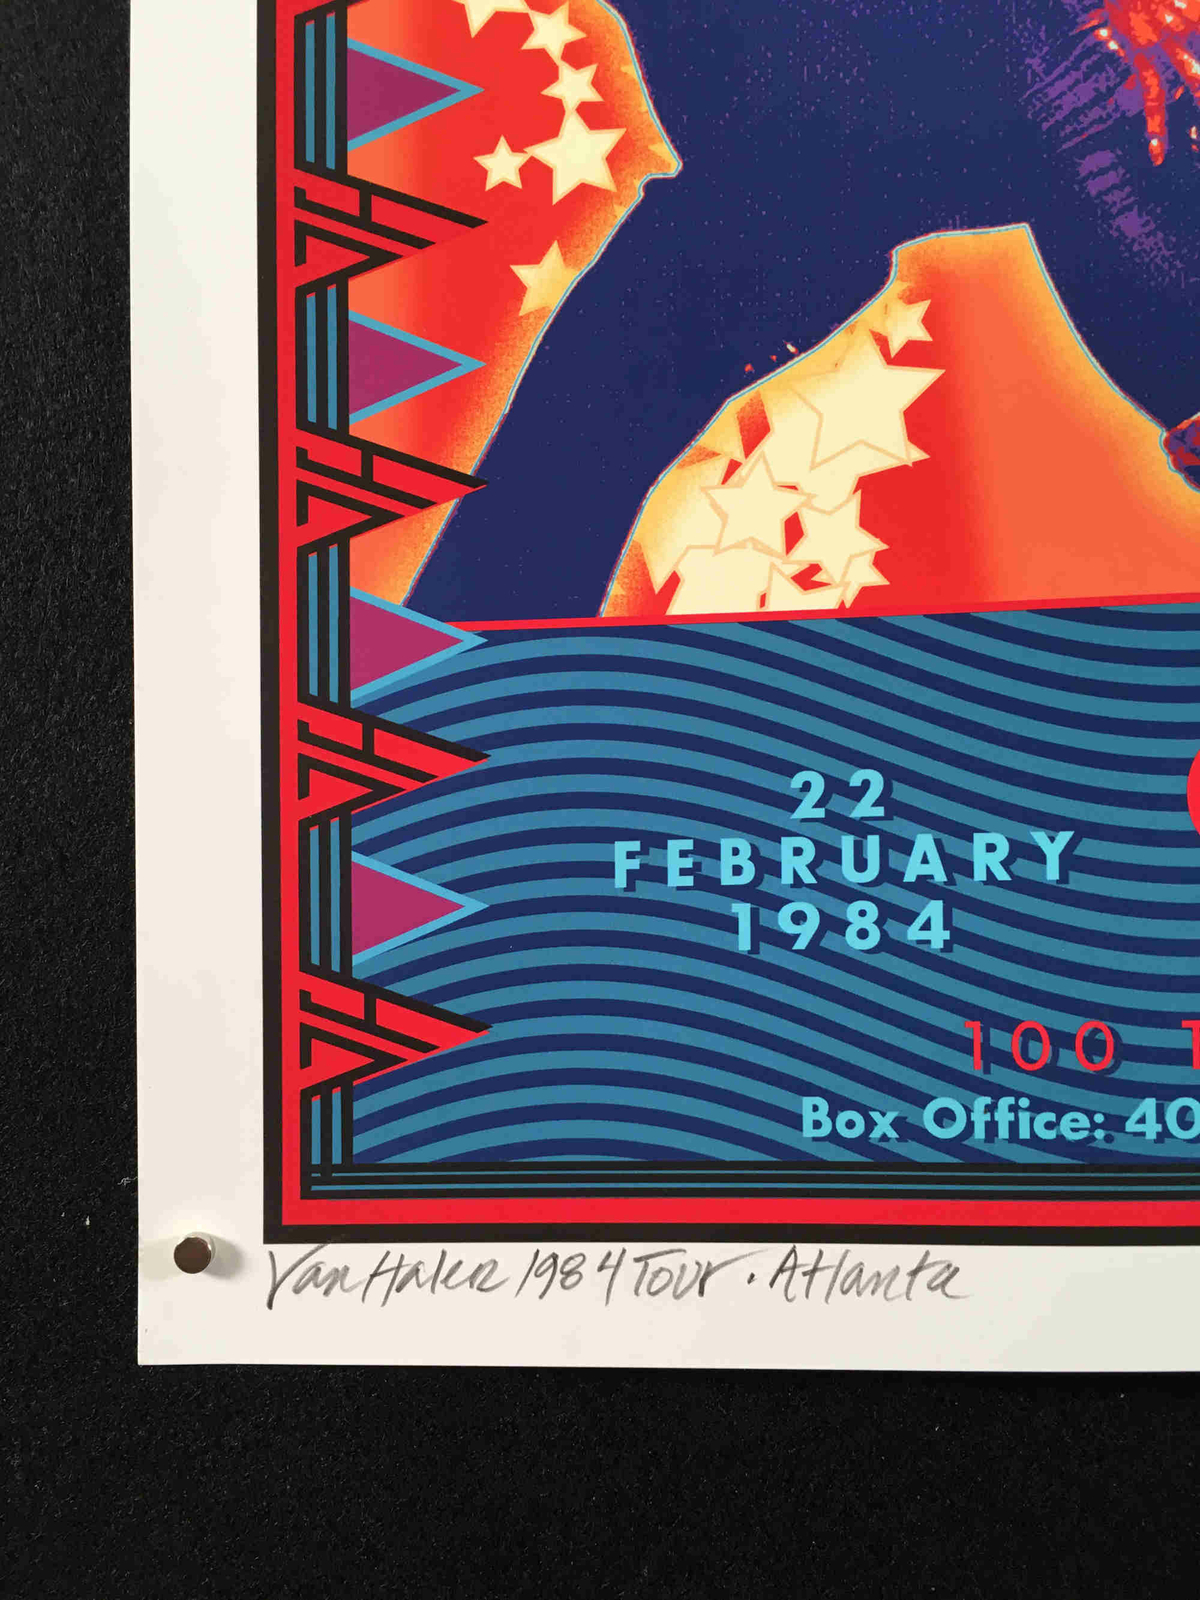 22
FEBRUARY
1984
100
Box Office: 40
Van Halen 1984 Tour . Atlanta